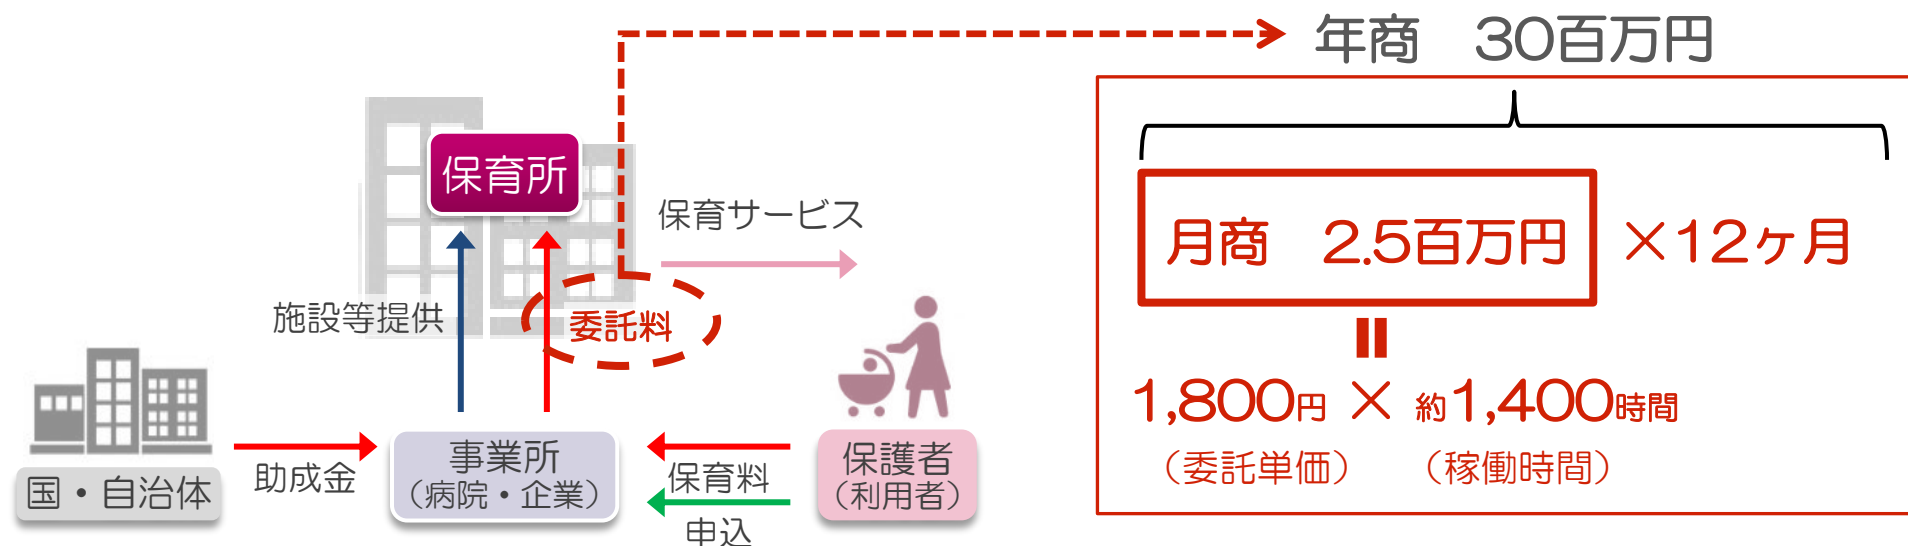 年商　30百万円
保育所
保育サービス
月商　2.5百万円 ×12ヶ月
施設等提供
委託料
1,800円 × 約1,400時間
（委託単価）　（稼働時間）
国・自治体
助成金
事業所
（病院・企業）
保育料
申込
保護者
（利用者）